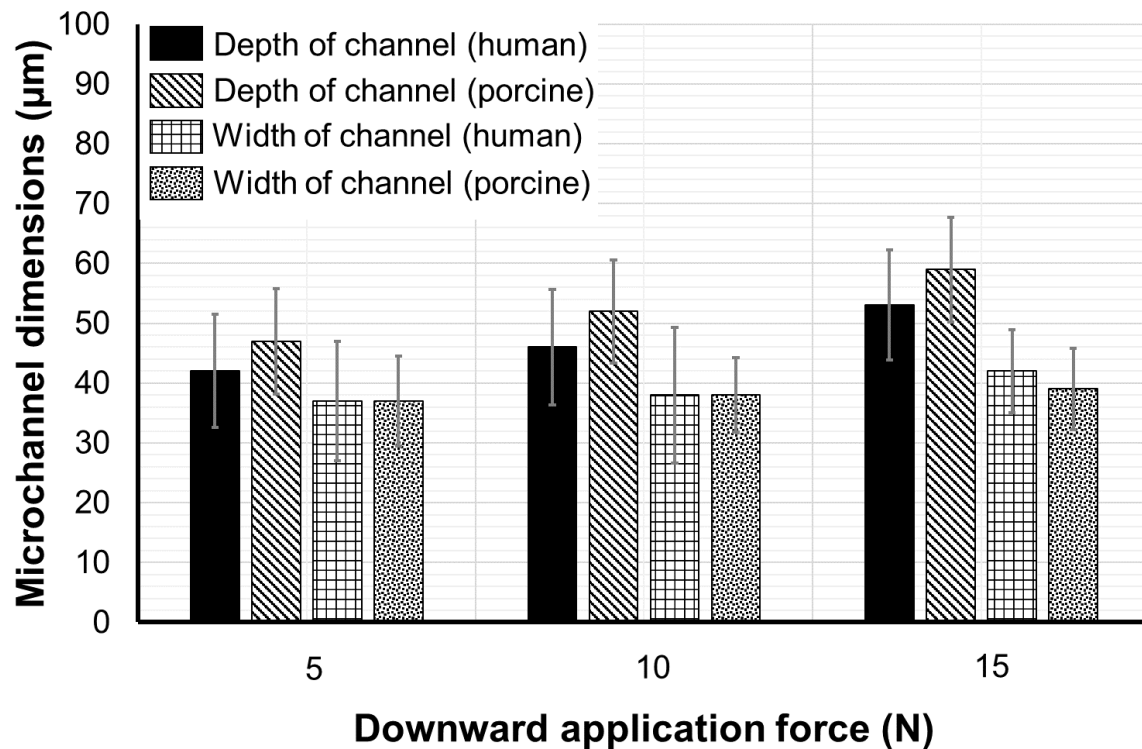 Microchannel dimensions (µm)
100
90
80
70
60
50
40
30
20
10
0
Depth of channel (human)
Depth of channel (porcine)
Width of channel (human)
Width of channel (porcine)
5
10
15
Downward application force (N)